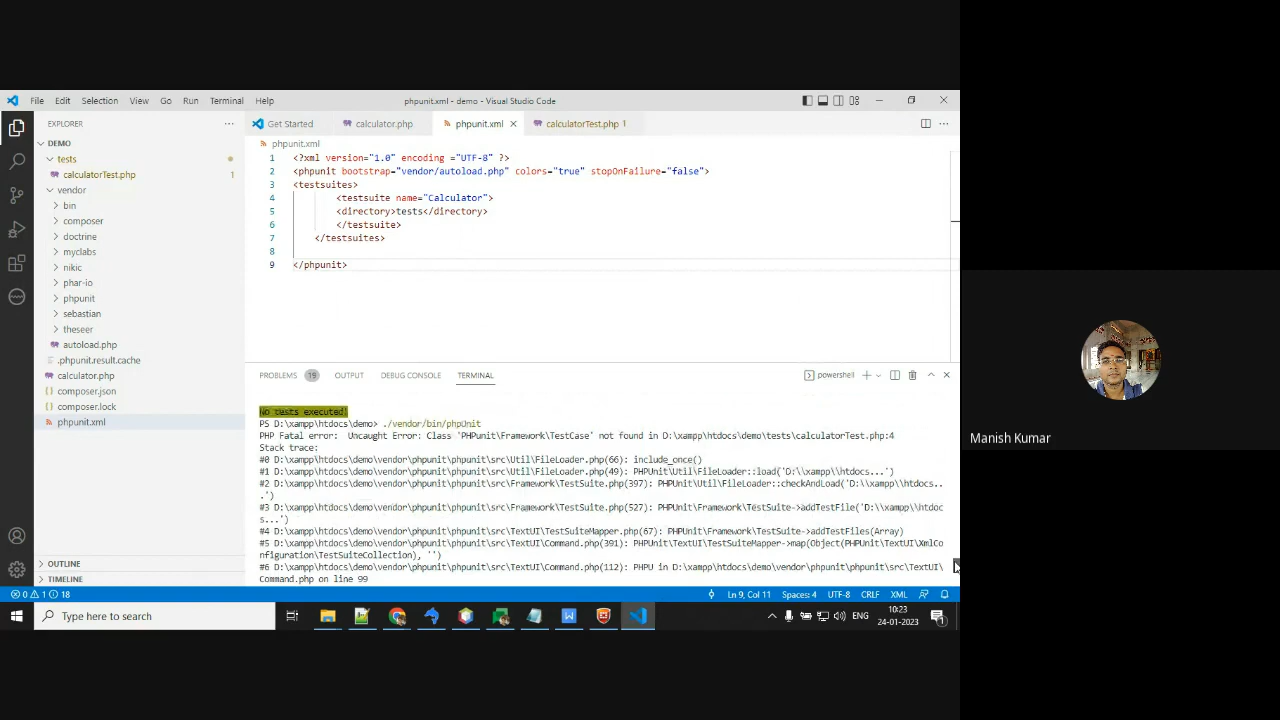 File Edit Selection View Go Run Terminal Help
phpunit.xml - demo - Visual Studio Code
EXPLORER
DEMO
tests
calculatorTest.php 1
vendor
bin
composer
doctrine
myclabs
nikic
phar-io
phpunit
sebastian
theseer
autoload.php
.phpunit.result.cache
calculator.php
composer.json
composer.lock
phpunit.xml
OUTLINE
TIMELINE
Get Started calculator.php phpunit.xml calculatorTest.php 1
phpunit.xml
1 <?xml version="1.0" encoding ="UTF-8" ?>
2 <phpunit bootstrap="vendor/autoload.php" colors="true" stopOnFailure="false">
3 <testsuites>
4 <testsuite name="Calculator">
5 <directory>tests</directory>
6 </testsuite>
7 </testsuites>
8
9 </phpunit>
PROBLEMS 19 OUTPUT DEBUG CONSOLE TERMINAL
powershell
No tests executed!
PS D:\xampp\htdocs\demo> ./vendor/bin/phpUnit
PHP Fatal error:  Uncaught Error: Class 'PHPunit\Framework\TestCase' not found in D:\xampp\htdocs\demo\tests\calculatorTest.php:4
Stack trace:
#0 D:\xampp\htdocs\demo\vendor\phpunit\phpunit\src\Util\FileLoader.php(66): include_once()
#1 D:\xampp\htdocs\demo\vendor\phpunit\phpunit\src\Util\FileLoader.php(49): PHPUnit\Util\FileLoader::load('D:\\xampp\\htdocs...')
#2 D:\xampp\htdocs\demo\vendor\phpunit\phpunit\src\Framework\TestSuite.php(397): PHPUnit\Util\FileLoader::checkAndLoad('D:\\xampp\\htdocs..
.')
#3 D:\xampp\htdocs\demo\vendor\phpunit\phpunit\src\Framework\TestSuite.php(527): PHPUnit\Framework\TestSuite->addTestFile('D:\\xampp\\htdoc
s...')
#4 D:\xampp\htdocs\demo\vendor\phpunit\phpunit\src\TextUI\TestSuiteMapper.php(67): PHPUnit\Framework\TestSuite->addTestFiles(Array)
#5 D:\xampp\htdocs\demo\vendor\phpunit\phpunit\src\TextUI\Command.php(391): PHPUnit\TextUI\TestSuiteMapper->map(Object(PHPUnit\TextUI\XmlCo
nfiguration\TestSuiteCollection), '')
#6 D:\xampp\htdocs\demo\vendor\phpunit\phpunit\src\TextUI\Command.php(112): PHPU in D:\xampp\htdocs\demo\vendor\phpunit\phpunit\src\TextUI\
Command.php on line 99
0 1 18
Ln 9, Col 11 Spaces: 4 UTF-8 CRLF XML
Type here to search
ENG
10:23
24-01-2023
1
Manish Kumar